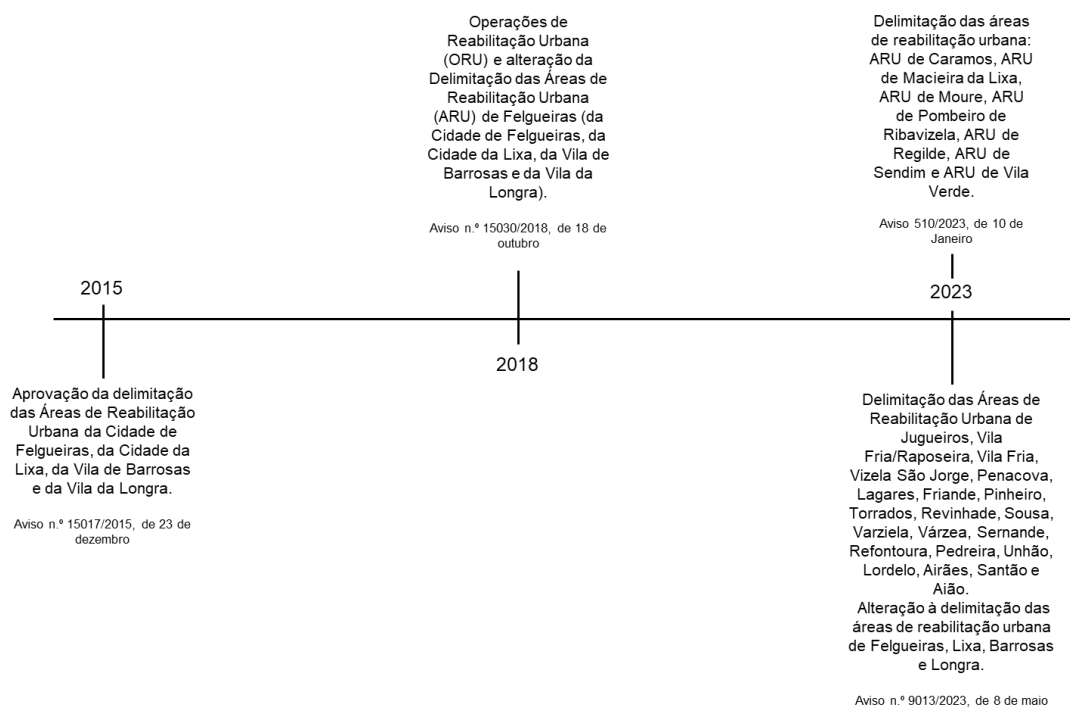 Operações de
Reabilitação Urbana
(ORU) e alteração da
Delimitação das Áreas de
Reabilitação Urbana
(ARU) de Felgueiras (da
Cidade de Felgueiras, da
Cidade da Lixa, da Vila de
Barrosas e da Vila da
Longra).
Aviso n.º 15030/2018, de 18 de
outubro
Delimitação das áreas
de reabilitação urbana:
ARU de Caramos, ARU
de Macieira da Lixa,
ARU de Moure, ARU
de Pombeiro de
Ribavizela, ARU de
Regilde, ARU de
Sendim e ARU de Vila
Verde.
Aviso 510/2023, de 10 de
Janeiro
2015
2018
2023
Aprovação da delimitação
das Áreas de Reabilitação
Urbana da Cidade de
Felgueiras, da Cidade da
Lixa, da Vila de Barrosas
e da Vila da Longra.
Aviso n.º 15017/2015, de 23 de
dezembro
Delimitação das Áreas de
Reabilitação Urbana de
Jugueiros, Vila
Fria/Raposeira, Vila Fria,
Vizela São Jorge, Penacova,
Lagares, Friande, Pinheiro,
Torrados, Revinhade, Sousa,
Varziela, Várzea, Sernande,
Refontoura, Pedreira, Unhão,
Lordelo, Airães, Santão e
Aião.
Alteração à delimitação das
áreas de reabilitação urbana
de Felgueiras, Lixa, Barrosas
e Longra.
Aviso n.º 9013/2023, de 8 de maio